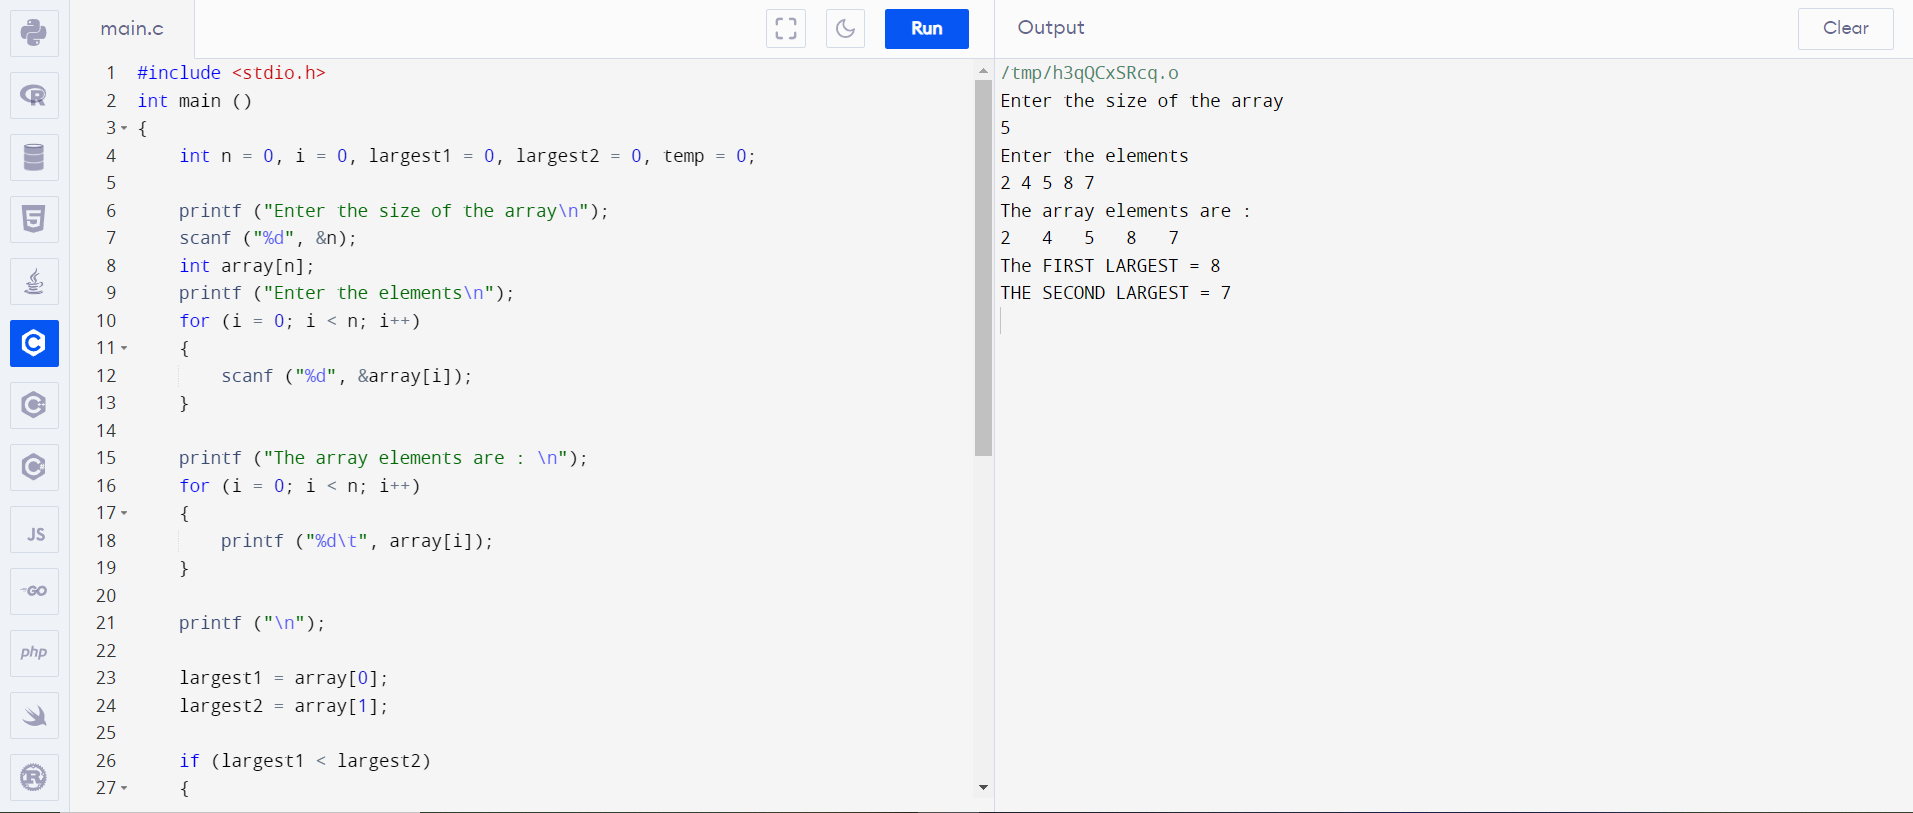 main.c
Run
Output
Clear
1 #include <stdio.h>
2 int main ()
3 {
4     int n = 0, i = 0, largest1 = 0, largest2 = 0, temp = 0;
5
6     printf ("Enter the size of the array\n");
7     scanf ("%d", &n);
8     int array[n];
9     printf ("Enter the elements\n");
10     for (i = 0; i < n; i++)
11     {
12         scanf ("%d", &array[i]);
13     }
14
15     printf ("The array elements are : \n");
16     for (i = 0; i < n; i++)
17     {
18         printf ("%d\t", array[i]);
19     }
20
21     printf ("\n");
22
23     largest1 = array[0];
24     largest2 = array[1];
25
26     if (largest1 < largest2)
27     {
/tmp/h3qQCxSRcq.o
Enter the size of the array
5
Enter the elements
2 4 5 8 7
The array elements are :
2   4   5   8   7
The FIRST LARGEST = 8
THE SECOND LARGEST = 7
R
5
C
C
C
JS
GO
php
R